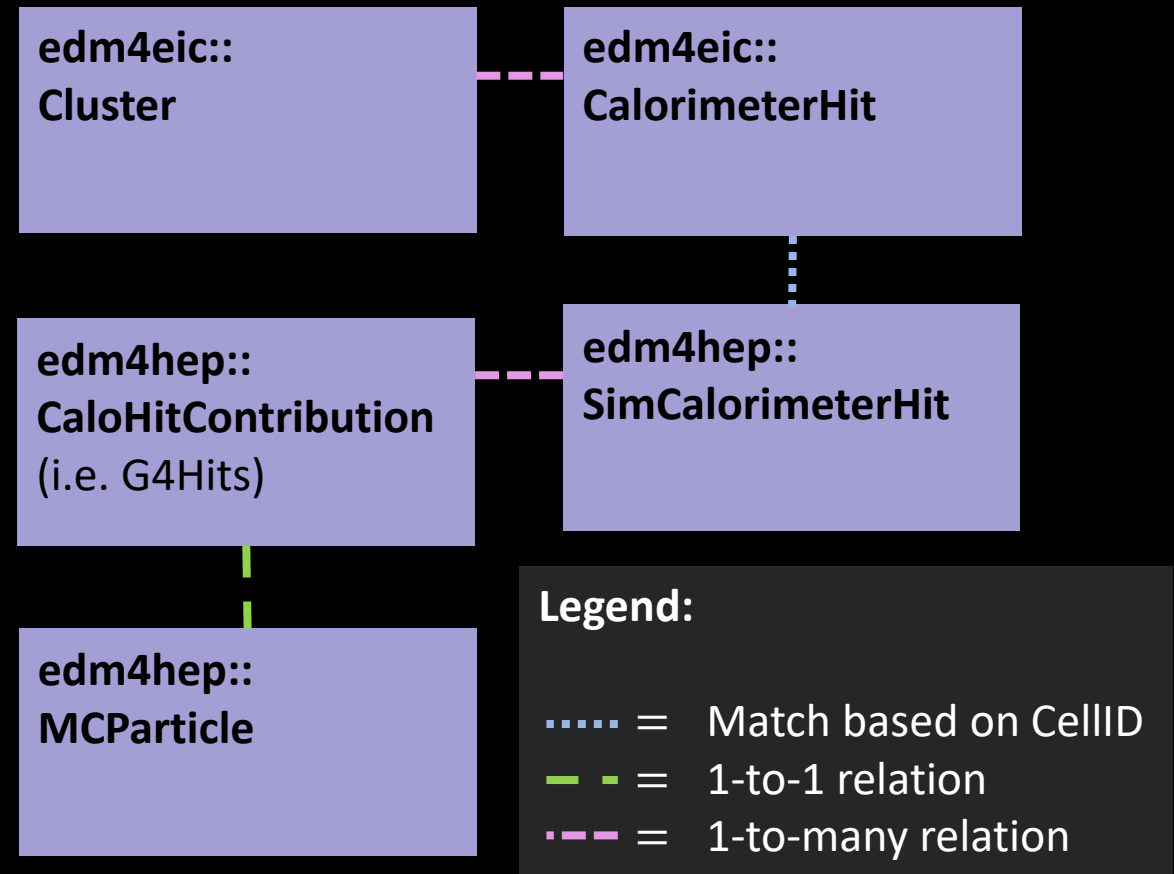 edm4eic::
Cluster
edm4eic::
CalorimeterHit
edm4hep::
CaloHitContribution
(i.e. G4Hits)
edm4hep::
SimCalorimeterHit
edm4hep::
MCParticle
Legend:
= Match based on CellID
= 1-to-1 relation
= 1-to-many relation